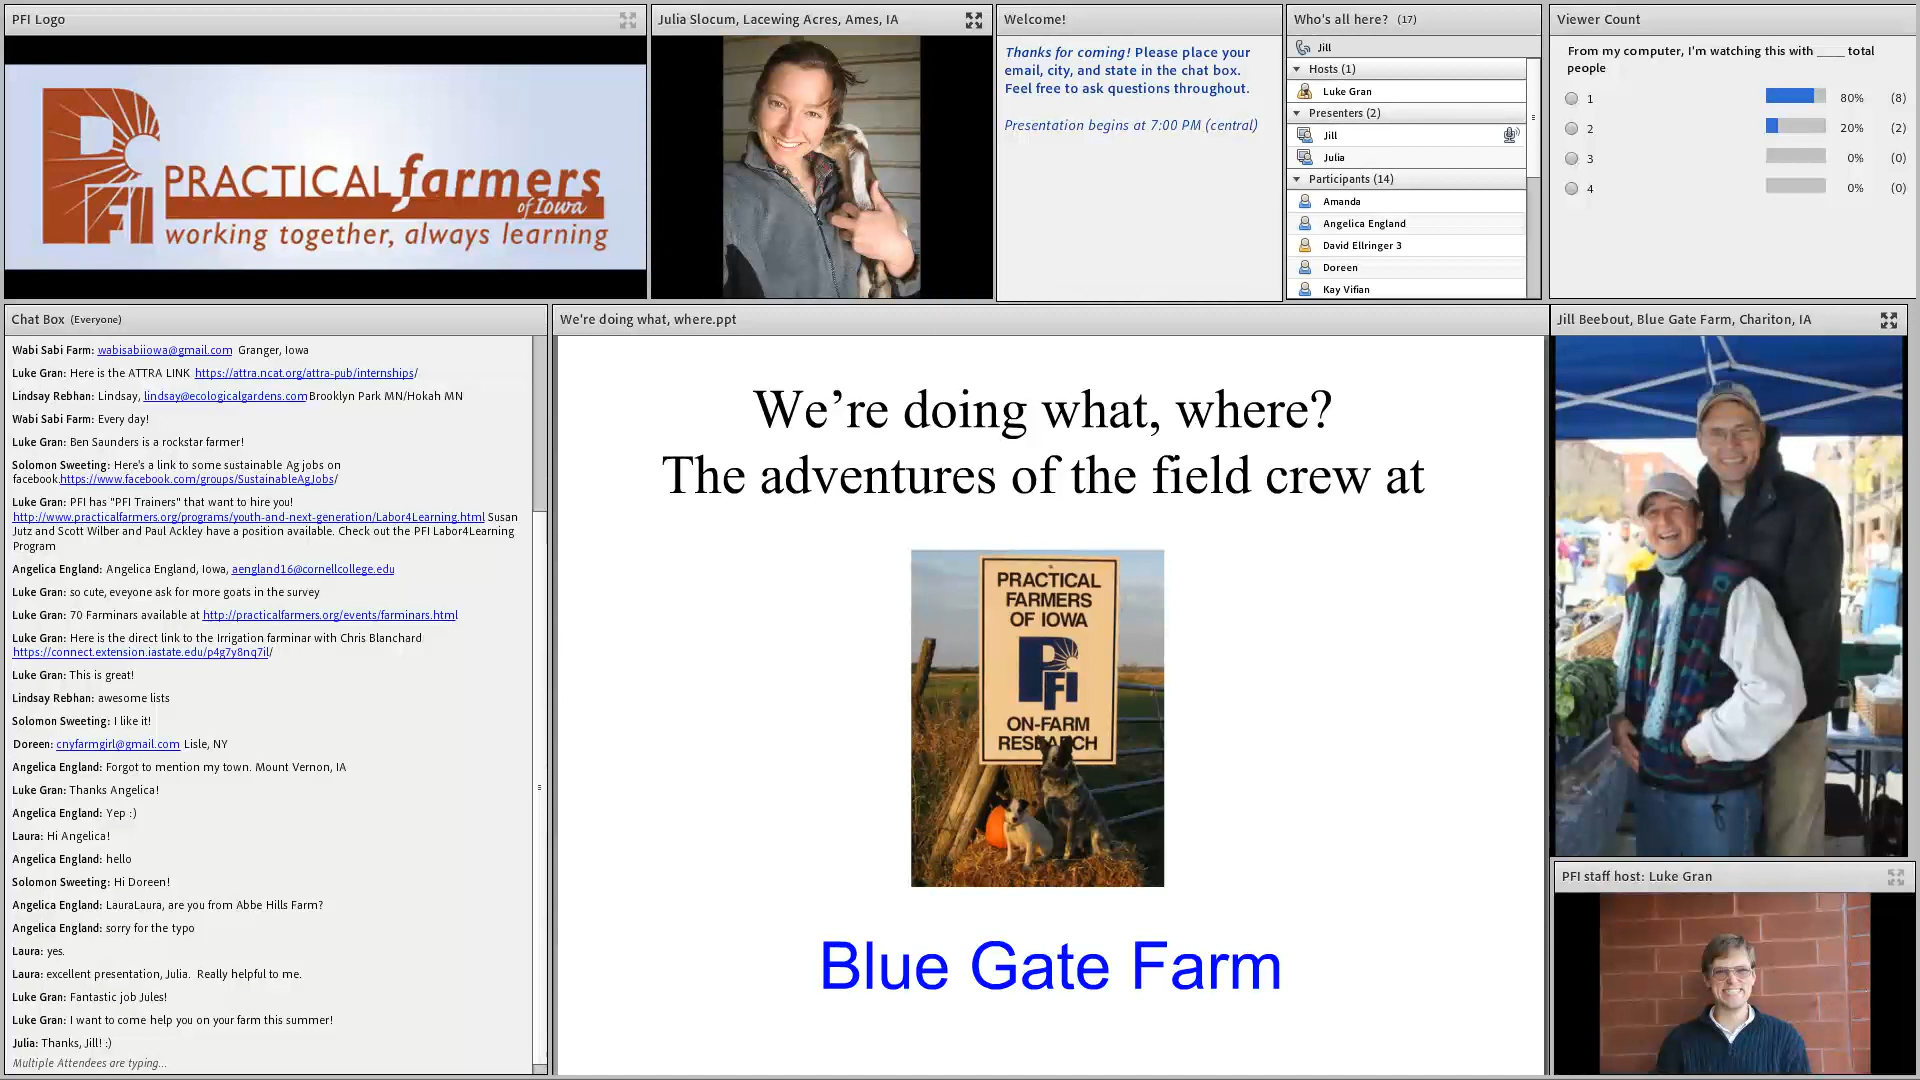 PFI Logo
PFI
PRACTICAL farmers
of Iowa
working together, always learning
Julia Slocum, Lacewing Acres, Ames, IA
Welcome!
Thanks for coming! Please place your
email, city, and state in the chat box.
Feel free to ask questions throughout.
Presentation begins at 7:00 PM (central)
Who's all here? (17)
Jill
Hosts (1)
Luke Gran
Presenters (2)
Jill
Julia
Participants (14)
Amanda
Angelica England
David Ellringer 3
Doreen
Kay Vifian
Viewer Count
From my computer, I'm watching this with ____ total
people
1 80% (8)
2 20% (2)
3 0% (0)
4 0% (0)
Chat Box (Everyone)
Wabi Sabi Farm: wabisabiiowa@gmail.com Granger, Iowa
Luke Gran: Here is the ATTRA LINK https://attra.ncat.org/attra-pub/internships/
Lindsay Rebhan: Lindsay, lindsay@ecologicalgardens.com Brooklyn Park MN/Hokah MN
Wabi Sabi Farm: Every day!
Luke Gran: Ben Saunders is a rockstar farmer!
Solomon Sweeting: Here's a link to some sustainable Ag jobs on
facebook.https://www.facebook.com/groups/SustainableAgJobs/
Luke Gran: PFI has "PFI Trainers" that want to hire you!
http://www.practicalfarmers.org/programs/youth-and-next-generation/Labor4Learning.html Susan
Jutz and Scott Wilber and Paul Ackley have a position available. Check out the PFI Labor4Learning
Program
Angelica England: Angelica England, Iowa, aengland16@cornellcollege.edu
Luke Gran: so cute, eveyone ask for more goats in the survey
Luke Gran: 70 Farminars available at http://practicalfarmers.org/events/farminars.html
Luke Gran: Here is the direct link to the Irrigation farminar with Chris Blanchard
https://connect.extension.iastate.edu/p4g7y8nq7il/
Luke Gran: This is great!
Lindsay Rebhan: awesome lists
Solomon Sweeting: I like it!
Doreen: cnyfarmgirl@gmail.com Lisle, NY
Angelica England: Forgot to mention my town. Mount Vernon, IA
Luke Gran: Thanks Angelica!
Angelica England: Yep :)
Laura: Hi Angelica!
Angelica England: hello
Solomon Sweeting: Hi Doreen!
Angelica England: LauraLaura, are you from Abbe Hills Farm?
Angelica England: sorry for the typo
Laura: yes.
Laura: excellent presentation, Julia. Really helpful to me.
Luke Gran: Fantastic job Jules!
Luke Gran: I want to come help you on your farm this summer!
Julia: Thanks, Jill! :)
Multiple Attendees are typing...
We're doing what, where.ppt
We're doing what, where?
The adventures of the field crew at
PRACTICAL
FARMERS
OF IOWA
PFI
ON-FARM
RESEARCH
Blue Gate Farm
Jill Beebout, Blue Gate Farm, Chariton, IA
PFI staff host: Luke Gran